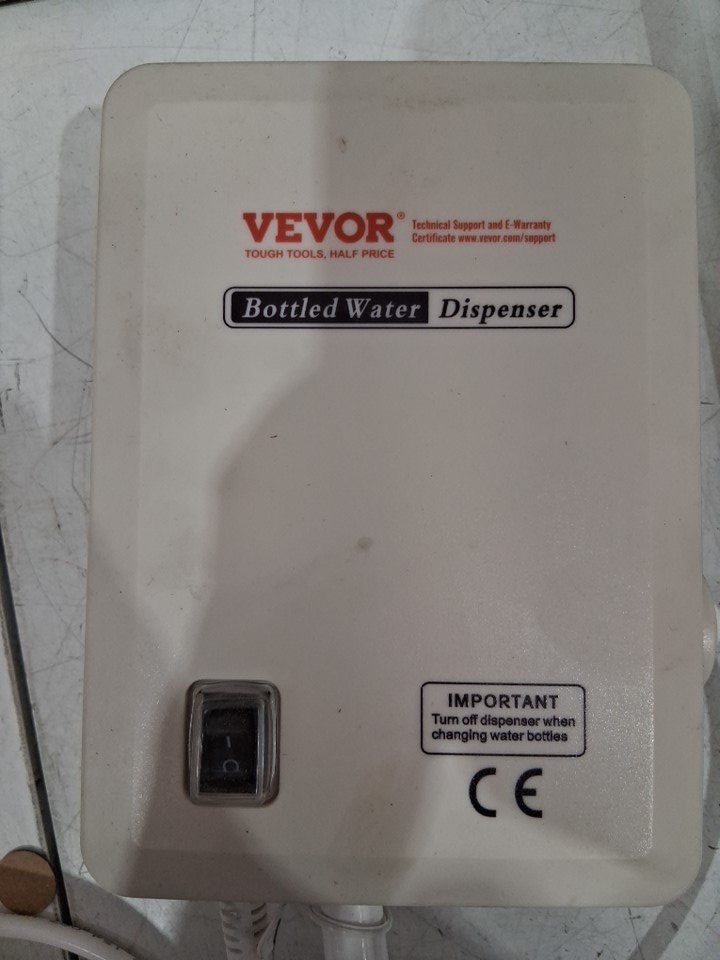 VEVOR®
TOUGH TOOLS, HALF PRICE
Technical Support and E-Warranty
Certificate www.vevor.com/support
Bottled Water Dispenser
IMPORTANT
Turn off dispenser when
changing water bottles
CE